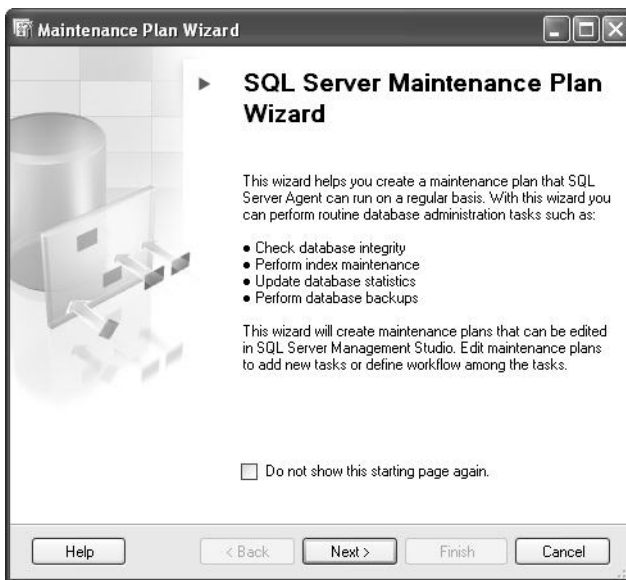 Maintenance Plan Wizard
SQL Server Maintenance Plan
Wizard
This wizard helps you create a maintenance plan that SQL
Server Agent can run on a regular basis. With this wizard you
can perform routine database administration tasks such as:
● Check database integrity
● Perform index maintenance
● Update database statistics
● Perform database backups
This wizard will create maintenance plans that can be edited
in SQL Server Management Studio. Edit maintenance plans
to add new tasks or define workflow among the tasks.
Do not show this starting page again.
Help < Back Next > Finish Cancel